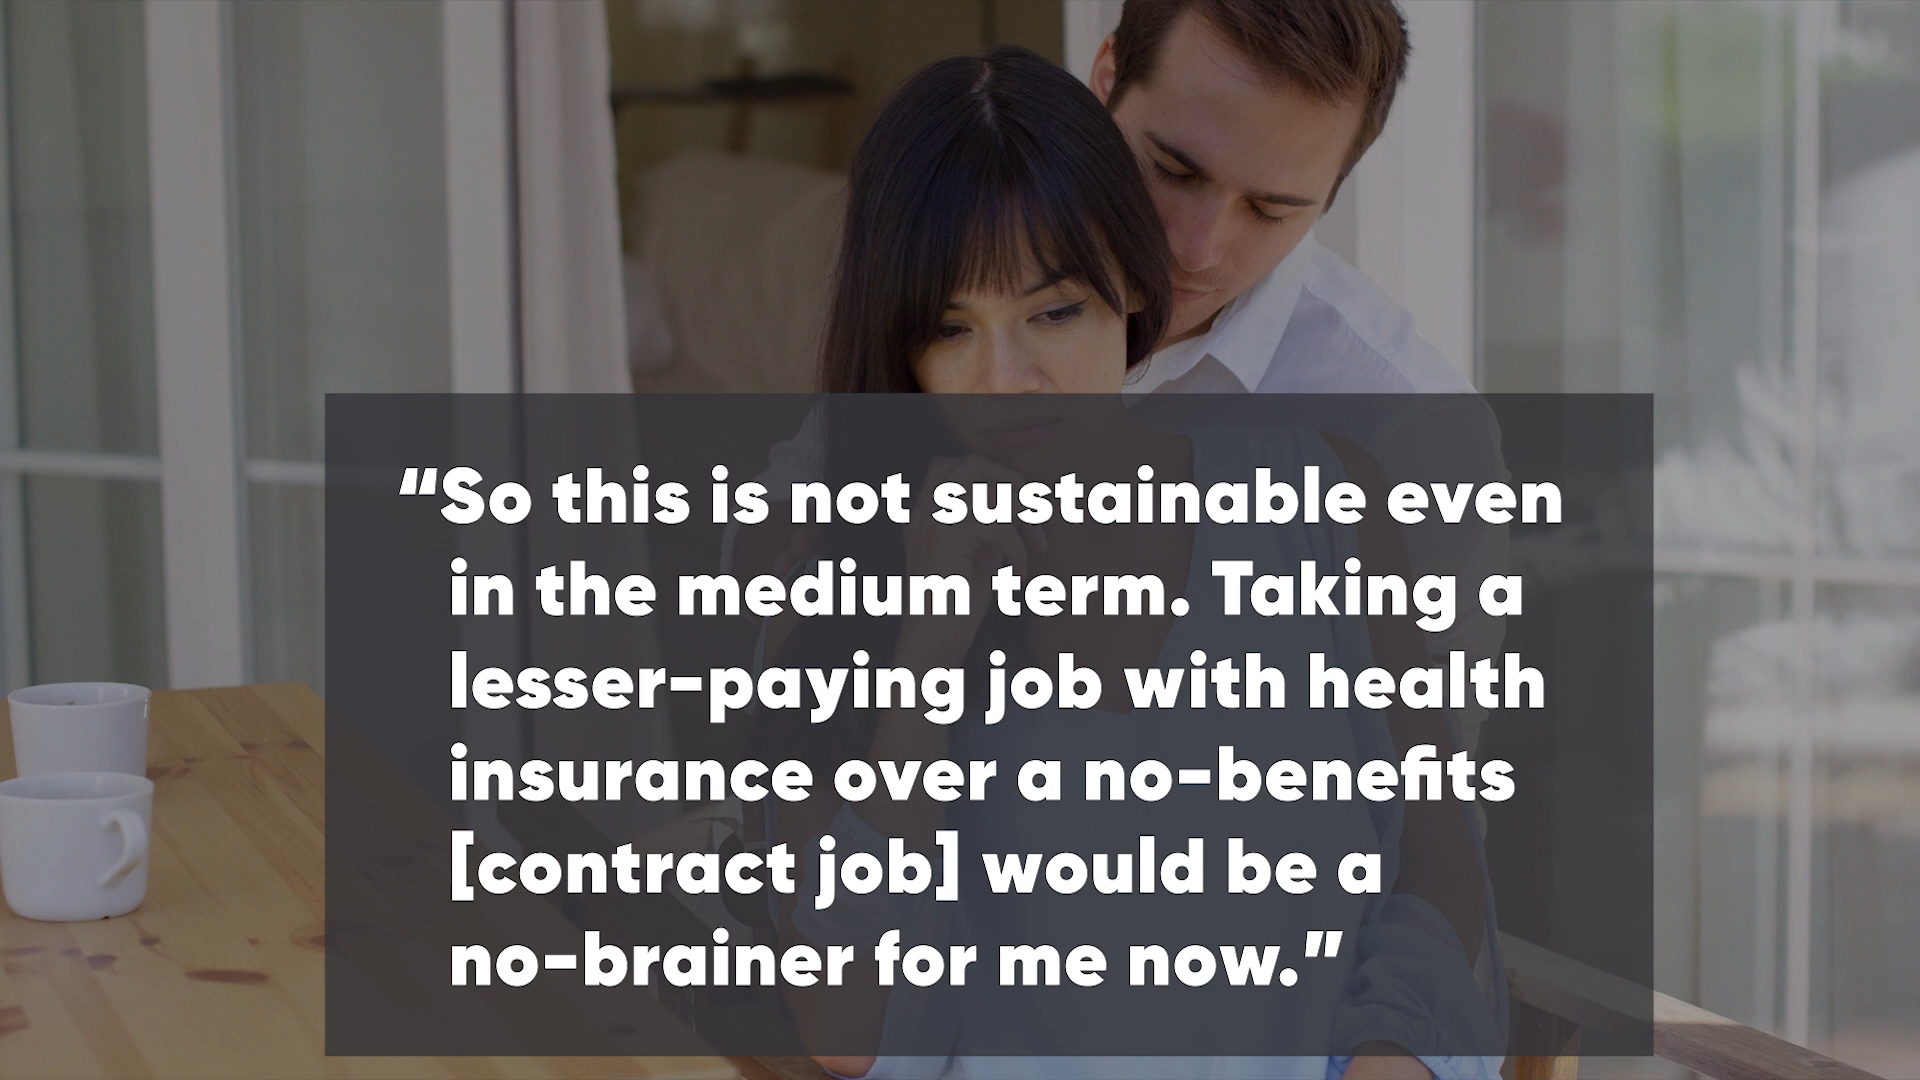 “So this is not sustainable even
in the medium term. Taking a
lesser-paying job with health
insurance over a no-benefits
[contract job] would be a
no-brainer for me now.”